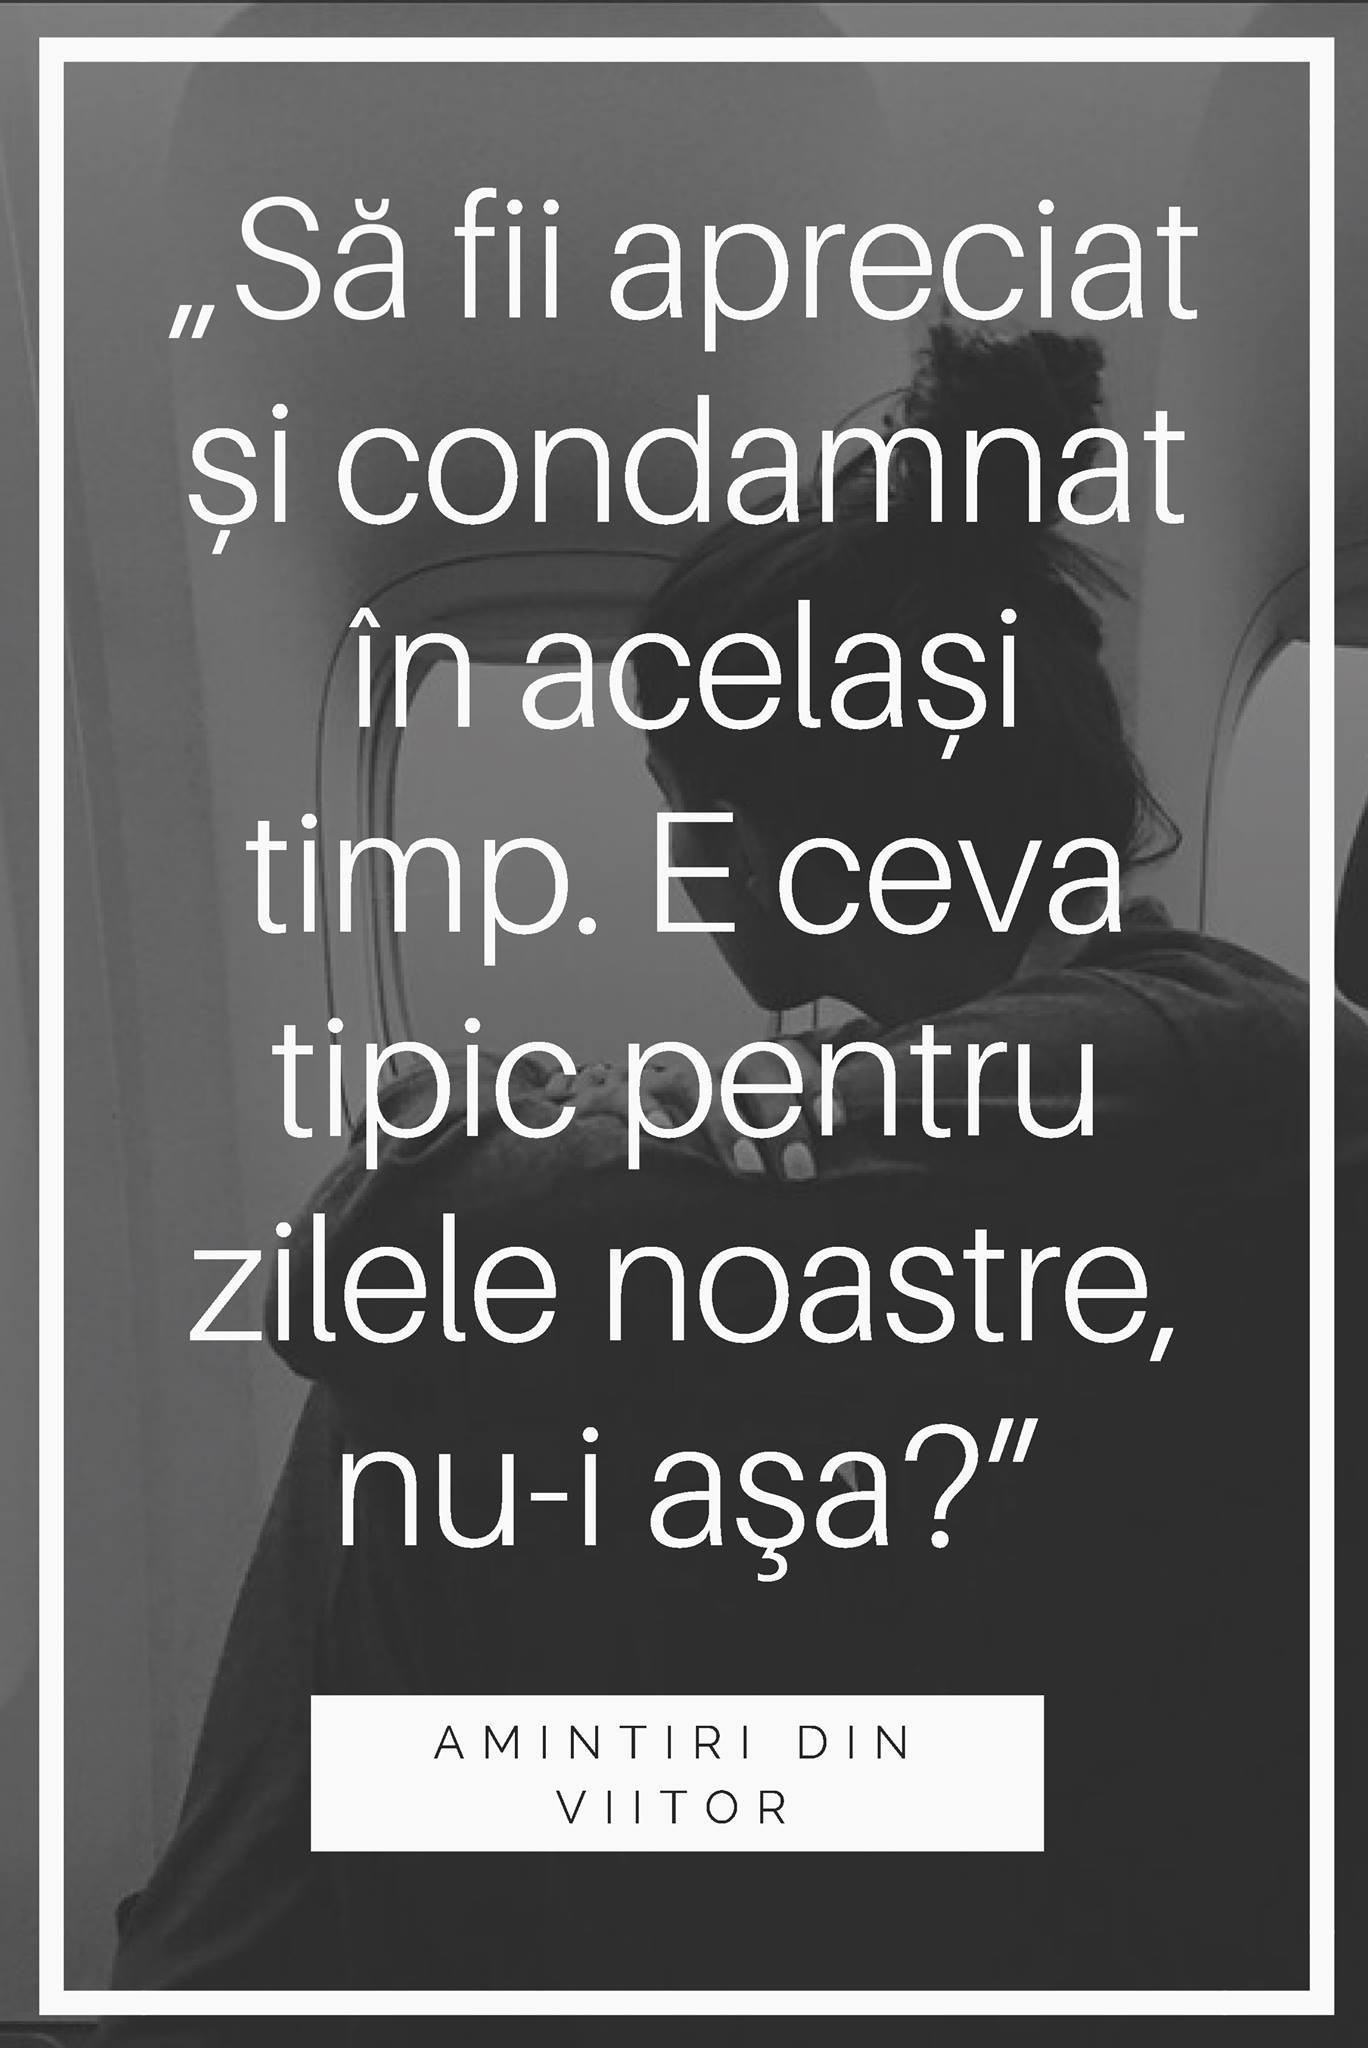 „Să fii apreciat
și condamnat
în același
timp. E ceva
tipic pentru
zilele noastre,
nu-i aşa?”
AMINTIRI DIN
VIITOR